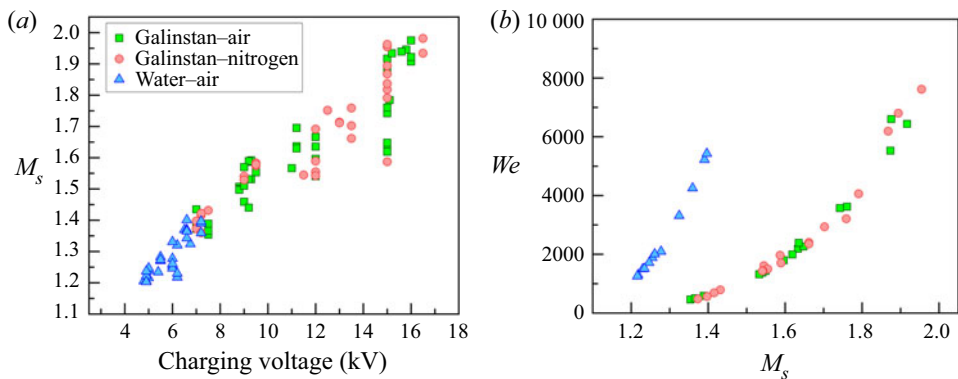 (a)
2.0
1.9
1.8
1.7
1.6
1.5
1.4
1.3
1.2
1.1
M_s
Galinstan–air
Galinstan–nitrogen
Water–air
4 6 8 10 12 14 16 18
Charging voltage (kV)
(b)
10 000
8000
6000
4000
2000
0
We
1.2 1.4 1.6 1.8 2.0
M_s